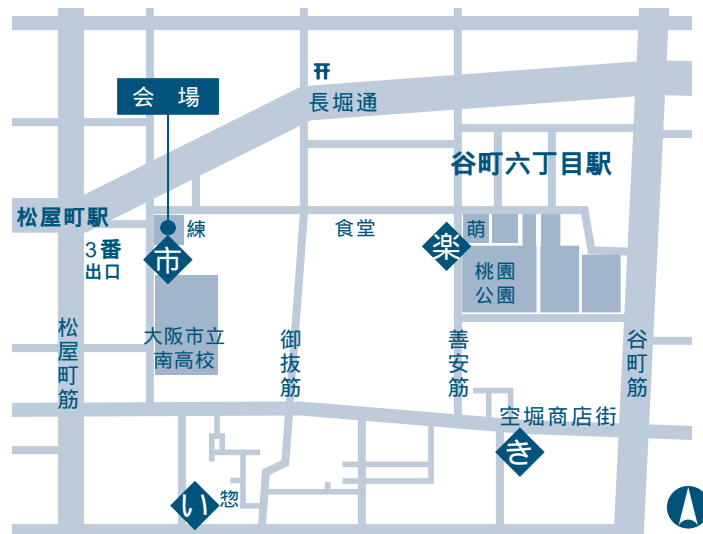 会場
长堀通
谷町六丁目駅
松屋町駅
3番
出口
練
市
食堂
楽
萌
桃園
公園
大阪市立
南高校
松屋町筋
御抜筋
善安筋
谷町筋
空堀商店街
き
い
惣